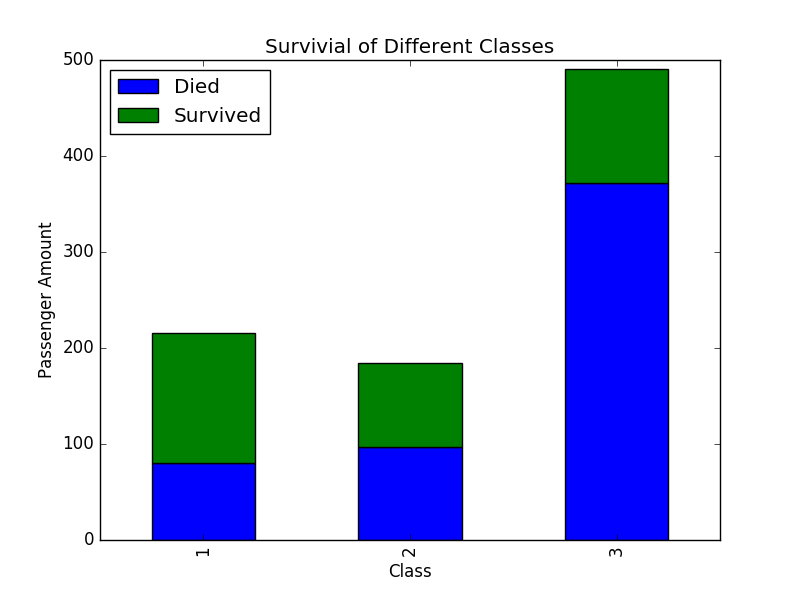 Survivial of Different Classes
Died
Survived
500
400
300
200
100
0
Passenger Amount
1
2
3
Class